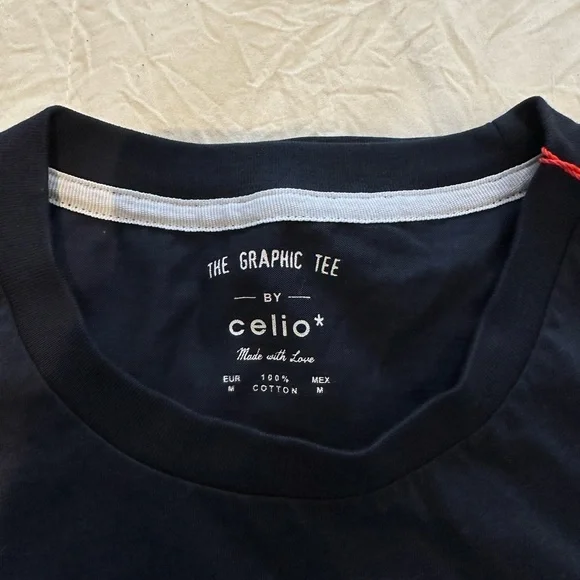 THE GRAPHIC TEE
BY
celio*
Made with Love
EUR 100% MEX
M COTTON M